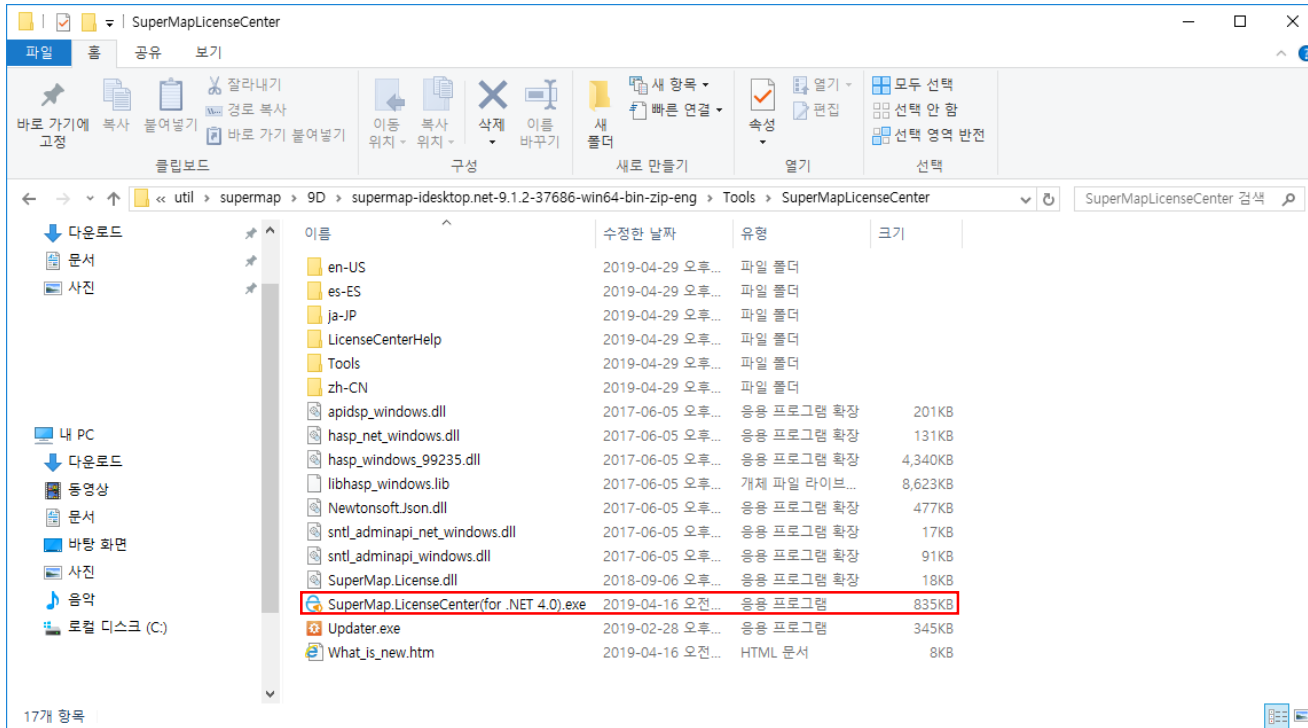 SuperMapLicenseCenter
파일 홈 공유 보기
바로 가기에 고정
복사
붙여넣기
잘라내기
경로 복사
바로 가기 붙여넣기
클립보드
이동 위치
복사 위치
삭제
이름 바꾸기
구성
새 폴더
새 항목
빠른 연결
새로 만들기
속성
열기
편집
열기
모두 선택
선택 안 함
선택 영역 반전
선택
« util › supermap › 9D › supermap-idesktop.net-9.1.2-37686-win64-bin-zip-eng › Tools › SuperMapLicenseCenter
SuperMapLicenseCenter 검색
다운로드
문서
사진
내 PC
다운로드
동영상
문서
바탕 화면
사진
음악
로컬 디스크 (C:)
이름 수정한 날짜 유형 크기
en-US 2019-04-29 오후... 파일 폴더
es-ES 2019-04-29 오후... 파일 폴더
ja-JP 2019-04-29 오후... 파일 폴더
LicenseCenterHelp 2019-04-29 오후... 파일 폴더
Tools 2019-04-29 오후... 파일 폴더
zh-CN 2019-04-29 오후... 파일 폴더
apidsp_windows.dll 2017-06-05 오후... 응용 프로그램 확장 201KB
hasp_net_windows.dll 2017-06-05 오후... 응용 프로그램 확장 131KB
hasp_windows_99235.dll 2017-06-05 오후... 응용 프로그램 확장 4,340KB
libhasp_windows.lib 2017-06-05 오후... 개체 파일 라이브... 8,623KB
Newtonsoft.Json.dll 2017-06-05 오후... 응용 프로그램 확장 477KB
sntl_adminapi_net_windows.dll 2017-06-05 오후... 응용 프로그램 확장 17KB
sntl_adminapi_windows.dll 2017-06-05 오후... 응용 프로그램 확장 91KB
SuperMap.License.dll 2018-09-06 오후... 응용 프로그램 확장 18KB
SuperMap.LicenseCenter(for .NET 4.0).exe 2019-04-16 오전... 응용 프로그램 835KB
Updater.exe 2019-02-28 오후... 응용 프로그램 345KB
What_is_new.htm 2019-04-16 오전... HTML 문서 8KB
17개 항목